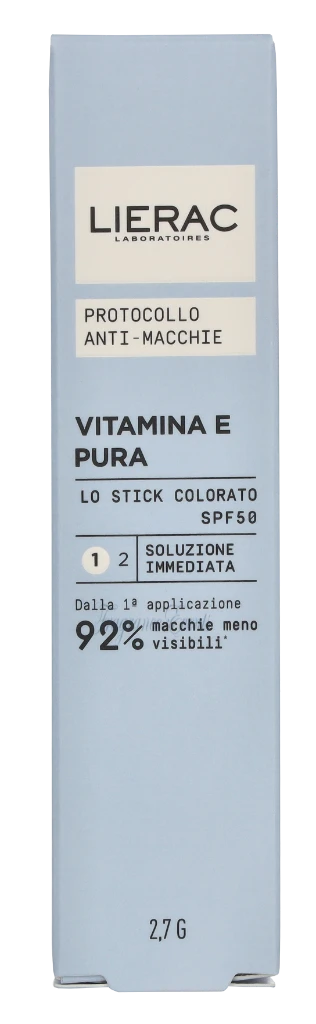 LIERAC
LABORATOIRES
PROTOCOLLO
ANTI-MACCHIE
VITAMINA E
PURA
LO STICK COLORATO
SPF50
1 2 SOLUZIONE
IMMEDIATA
Dalla 1ª applicazione
92% macchie meno
visibili*
2,7 G